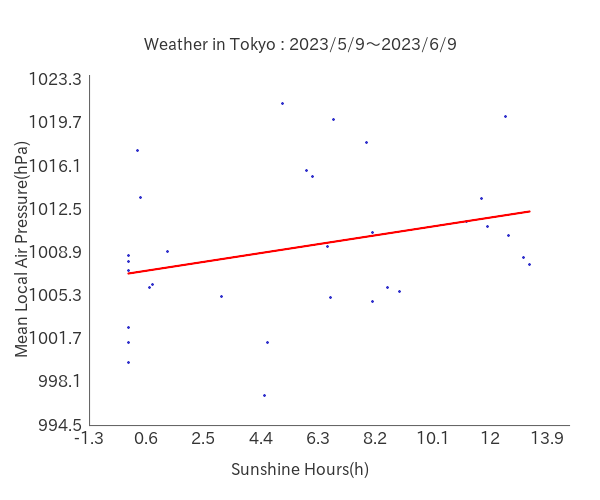 Weather in Tokyo : 2023/5/9〜2023/6/9
Mean Local Air Pressure(hPa)
1023.3
1019.7
1016.1
1012.5
1008.9
1005.3
1001.7
998.1
994.5
-1.3 0.6 2.5 4.4 6.3 8.2 10.1 12 13.9
Sunshine Hours(h)